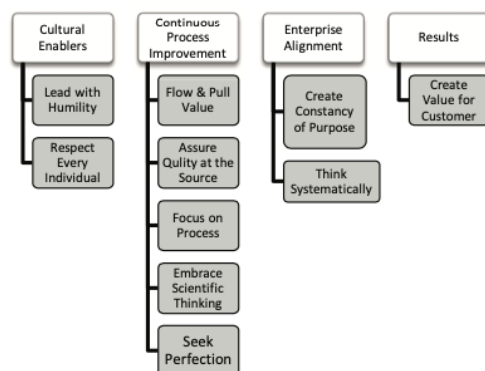 Cultural
Enablers
Lead with
Humility
Respect
Every
Individual
Continuous
Process
Improvement
Flow & Pull
Value
Assure
Qulity at the
Source
Focus on
Process
Embrace
Scientific
Thinking
Seek
Perfection
Enterprise
Alignment
Create
Constancy
of Purpose
Think
Systematically
Results
Create
Value for
Customer